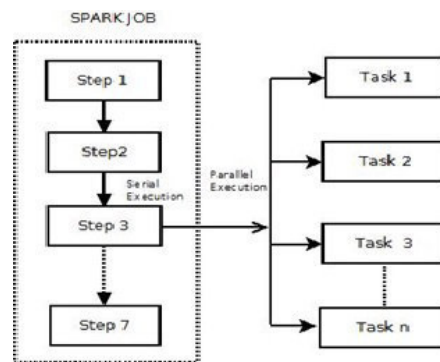 SPARK JOB
Step 1
Step2
Serial
Execution
Step 3
Step 7
Parallel
Execution
Task 1
Task 2
Task 3
Task n